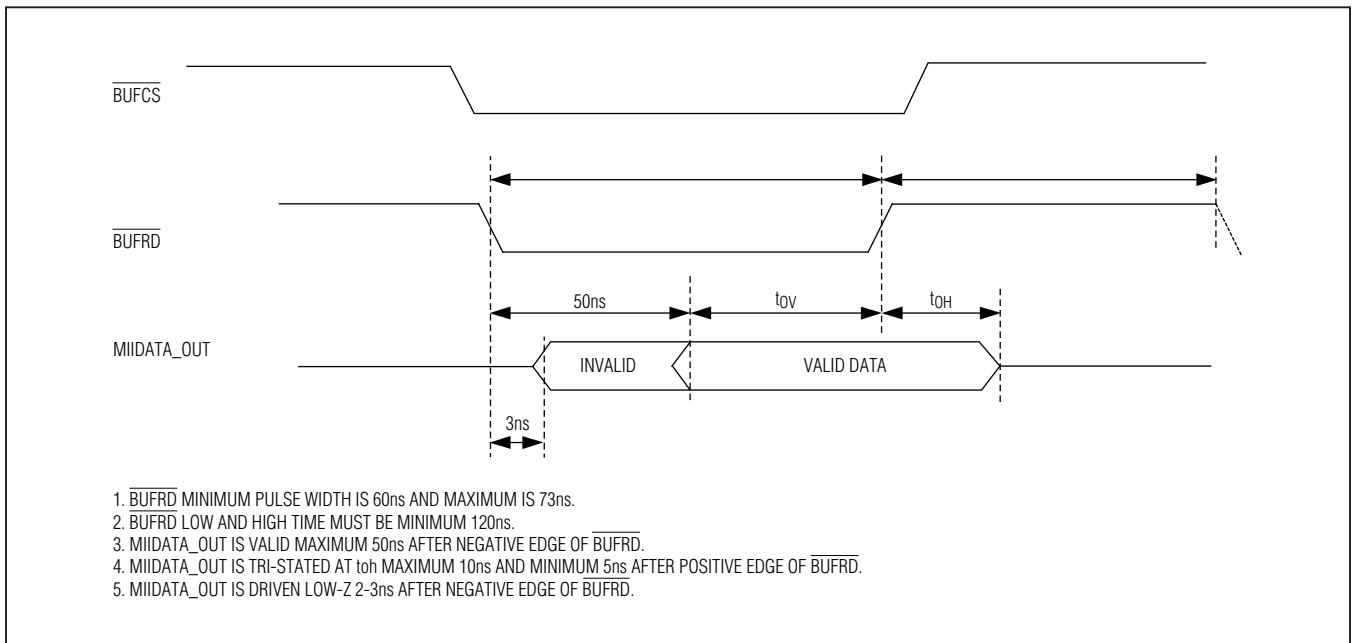 BUFCS
BUFRD
50ns
tOV
tOH
MIIDATA_OUT
INVALID
VALID DATA
3ns
1. BUFRD MINIMUM PULSE WIDTH IS 60ns AND MAXIMUM IS 73ns.
2. BUFRD LOW AND HIGH TIME MUST BE MINIMUM 120ns.
3. MIIDATA_OUT IS VALID MAXIMUM 50ns AFTER NEGATIVE EDGE OF BUFRD.
4. MIIDATA_OUT IS TRI-STATED AT toh MAXIMUM 10ns AND MINIMUM 5ns AFTER POSITIVE EDGE OF BUFRD.
5. MIIDATA_OUT IS DRIVEN LOW-Z 2-3ns AFTER NEGATIVE EDGE OF BUFRD.